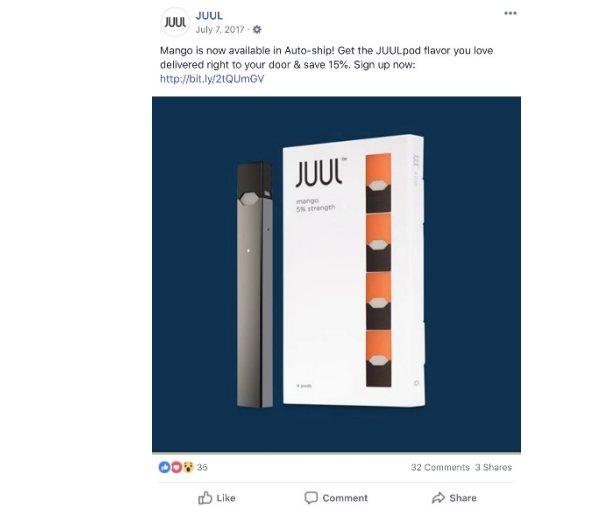 JUUL
JUUL
July 7, 2017 ·
Mango is now available in Auto-ship! Get the JUULpod flavor you love
delivered right to your door & save 15%. Sign up now:
http://bit.ly/2tQUmGV
JUUL™
mango
5% strength
4 pods
35
32 Comments 3 Shares
Like
Comment
Share